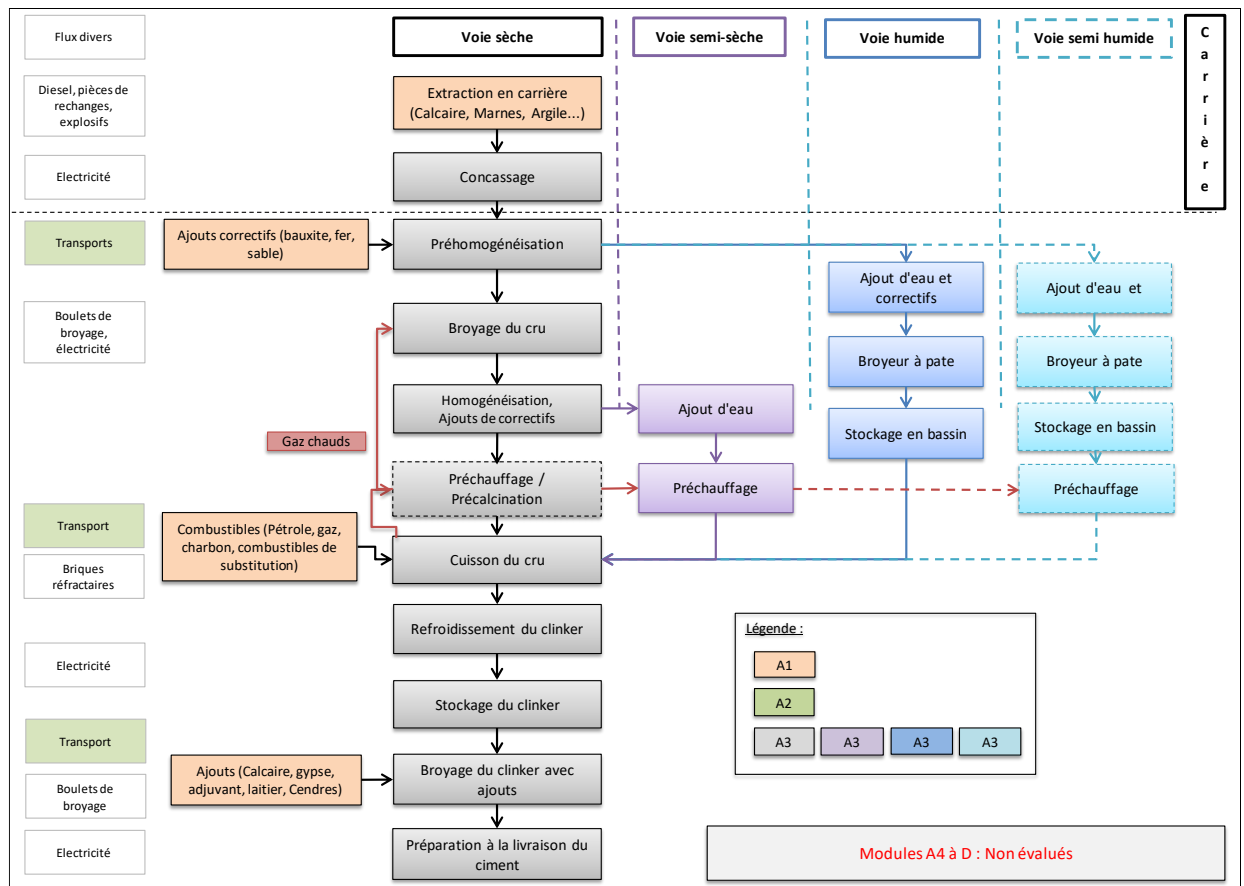 Flux divers
Voie sèche
Voie semi-sèche
Voie humide
Voie semi humide
Carrière
Diesel, pièces de
rechanges,
explosifs
Extraction en carrière
(Calcaire, Marnes, Argile...)
Electricité
Concassage
Transports
Ajouts correctifs (bauxite, fer,
sable)
Préhomogénéisation
Ajout d'eau et
correctifs
Ajout d'eau et
Boulets de
broyage,
électricité
Broyage du cru
Broyeur à pate
Broyeur à pate
Homogénéisation,
Ajouts de correctifs
Ajout d'eau
Stockage en bassin
Stockage en bassin
Gaz chauds
Préchauffage /
Précalcination
Préchauffage
Préchauffage
Transport
Combustibles (Pétrole, gaz,
charbon, combustibles de
substitution)
Cuisson du cru
Briques
réfractaires
Refroidissement du clinker
Electricité
Stockage du clinker
Légende :
A1
A2
A3
A3
A3
A3
Transport
Ajouts (Calcaire, gypse,
adjuvant, laitier, Cendres)
Broyage du clinker avec
ajouts
Boulets de
broyage
Electricité
Préparation à la livraison du
ciment
Modules A4 à D : Non évalués